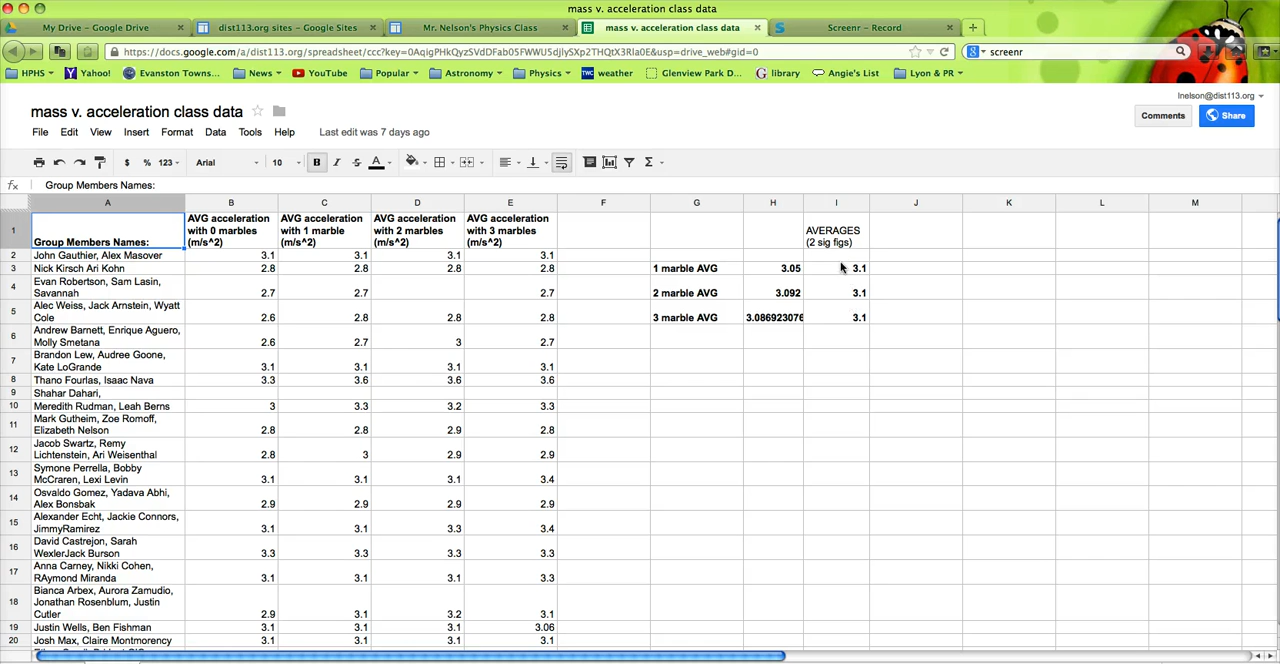 mass v. acceleration class data
My Drive – Google Drive × dist113.org sites – Google Sites × Mr. Nelson's Physics Class × mass v. acceleration class data × Screenr – Record × +
https://docs.google.com/a/dist113.org/spreadsheet/ccc?key=0AqigPHkQyzSVdDFab05FWWU5djlySXp2THQtX3RIa0E&usp=drive_web#gid=0 screenr
HPHS Yahoo! Evanston Towns... News YouTube Popular Astronomy Physics weather Glenview Park D... library Angie's List Lyon & PR
lnelson@dist113.org
mass v. acceleration class data
Comments Share
File Edit View Insert Format Data Tools Help Last edit was 7 days ago
$ % 123 Arial 10 B I S A Σ
fx Group Members Names:
A B C D E F G H I J K L M
AVG acceleration AVG acceleration AVG acceleration AVG acceleration
with 0 marbles with 1 marble with 2 marbles with 3 marbles AVERAGES
1 Group Members Names: (m/s^2) (m/s^2) (m/s^2) (m/s^2) (2 sig figs)
2 John Gauthier, Alex Masover 3.1 3.1 3.1 3.1
3 Nick Kirsch Ari Kohn 2.8 2.8 2.8 2.8 1 marble AVG 3.05 3.1
Evan Robertson, Sam Lasin,
4 Savannah 2.7 2.7 2.7 2 marble AVG 3.092 3.1
Alec Weiss, Jack Arnstein, Wyatt
5 Cole 2.6 2.8 2.8 2.8 3 marble AVG 3.086923076 3.1
Andrew Barnett, Enrique Aguero,
6 Molly Smetana 2.6 2.7 3 2.7
Brandon Lew, Audree Goone,
7 Kate LoGrande 3.1 3.1 3.1 3.1
8 Thano Fourlas, Isaac Nava 3.3 3.6 3.6 3.6
9 Shahar Dahari,
10 Meredith Rudman, Leah Berns 3 3.3 3.2 3.3
Mark Gutheim, Zoe Romoff,
11 Elizabeth Nelson 2.8 2.8 2.9 2.8
Jacob Swartz, Remy
12 Lichtenstein, Ari Weisenthal 2.8 3 2.9 2.9
Symone Perrella, Bobby
13 McCraren, Lexi Levin 3.1 3.1 3.1 3.4
Osvaldo Gomez, Yadava Abhi,
14 Alex Bonsbak 2.9 2.9 2.9 2.9
Alexander Echt, Jackie Connors,
15 JimmyRamirez 3.1 3.1 3.3 3.4
David Castrejon, Sarah
16 WexlerJack Burson 3.3 3.3 3.3 3.3
Anna Carney, Nikki Cohen,
17 RAymond Miranda 3.1 3.1 3.1 3.3
Bianca Arbex, Aurora Zamudio,
Jonathan Rosenblum, Justin
18 Cutler 2.9 3.1 3.2 3.1
19 Justin Wells, Ben Fishman 3.1 3.1 3.1 3.06
20 Josh Max, Claire Montmorency 3.1 3.1 3.1 3.1